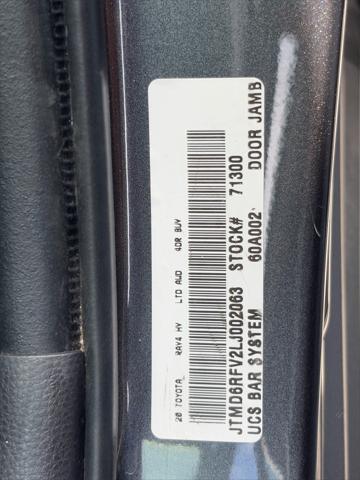 20 TOYOTA RAV4 HV LTD AWD 4DR SUV
JTMD6RFV2LJ002063 STOCK# 71300
UCS BAR SYSTEM 60A002 DOOR JAMB